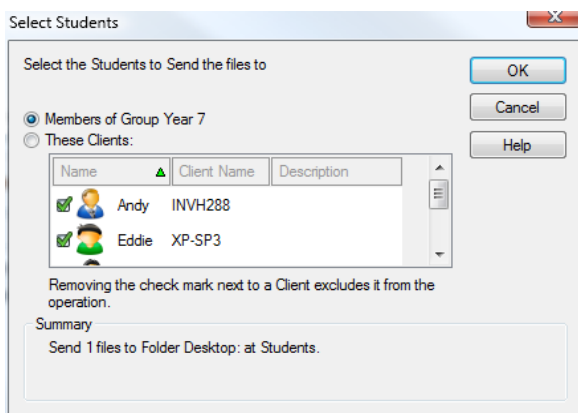 Select Students
Select the Students to Send the files to
OK
Members of Group Year 7
Cancel
These Clients:
Help
Name Client Name Description
Andy INVH288
Eddie XP-SP3
Removing the check mark next to a Client excludes it from the
operation.
Summary
Send 1 files to Folder Desktop: at Students.